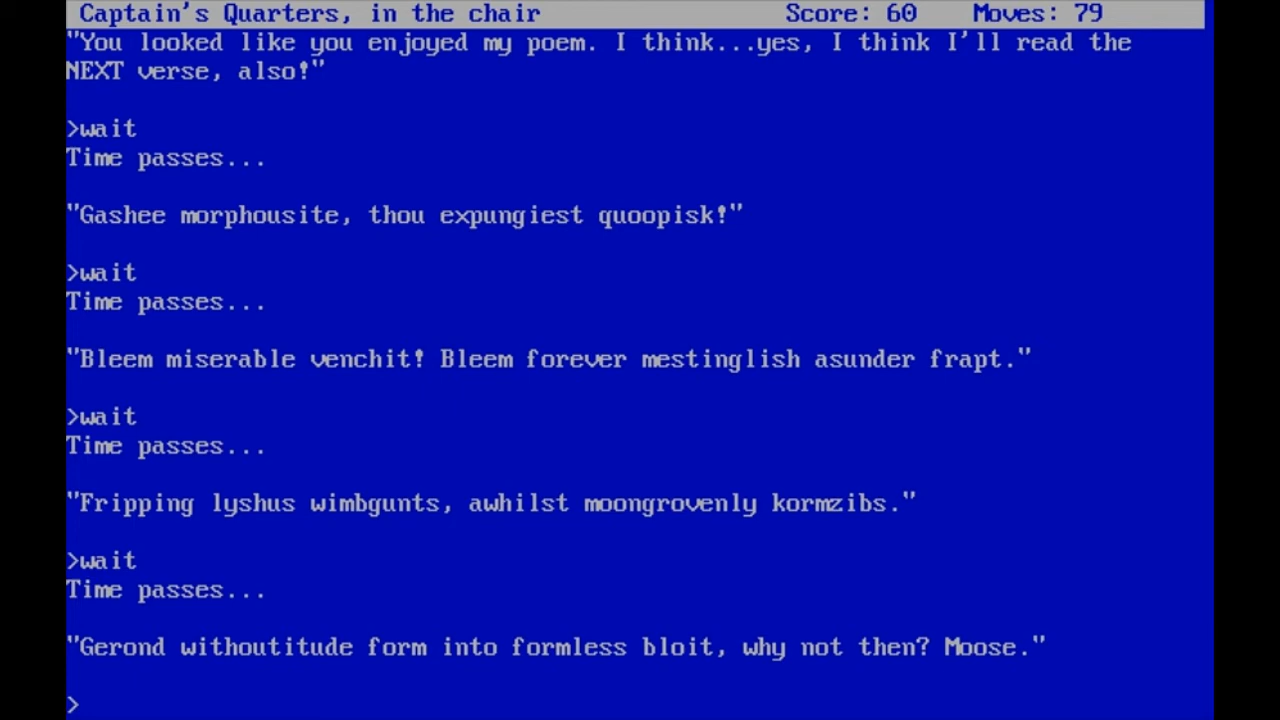 Captain's Quarters, in the chair Score: 60 Moves: 79
"You looked like you enjoyed my poem. I think...yes, I think I'll read the
NEXT verse, also!"
>wait
Time passes...
"Gashee morphousite, thou expungiest quoopisk!"
>wait
Time passes...
"Bleem miserable venchit! Bleem forever mestinglish asunder frapt."
>wait
Time passes...
"Fripping lyshus wimbgunts, awhilst moongrovenly kormzibs."
>wait
Time passes...
"Gerond withoutitude form into formless bloit, why not then? Moose."
>